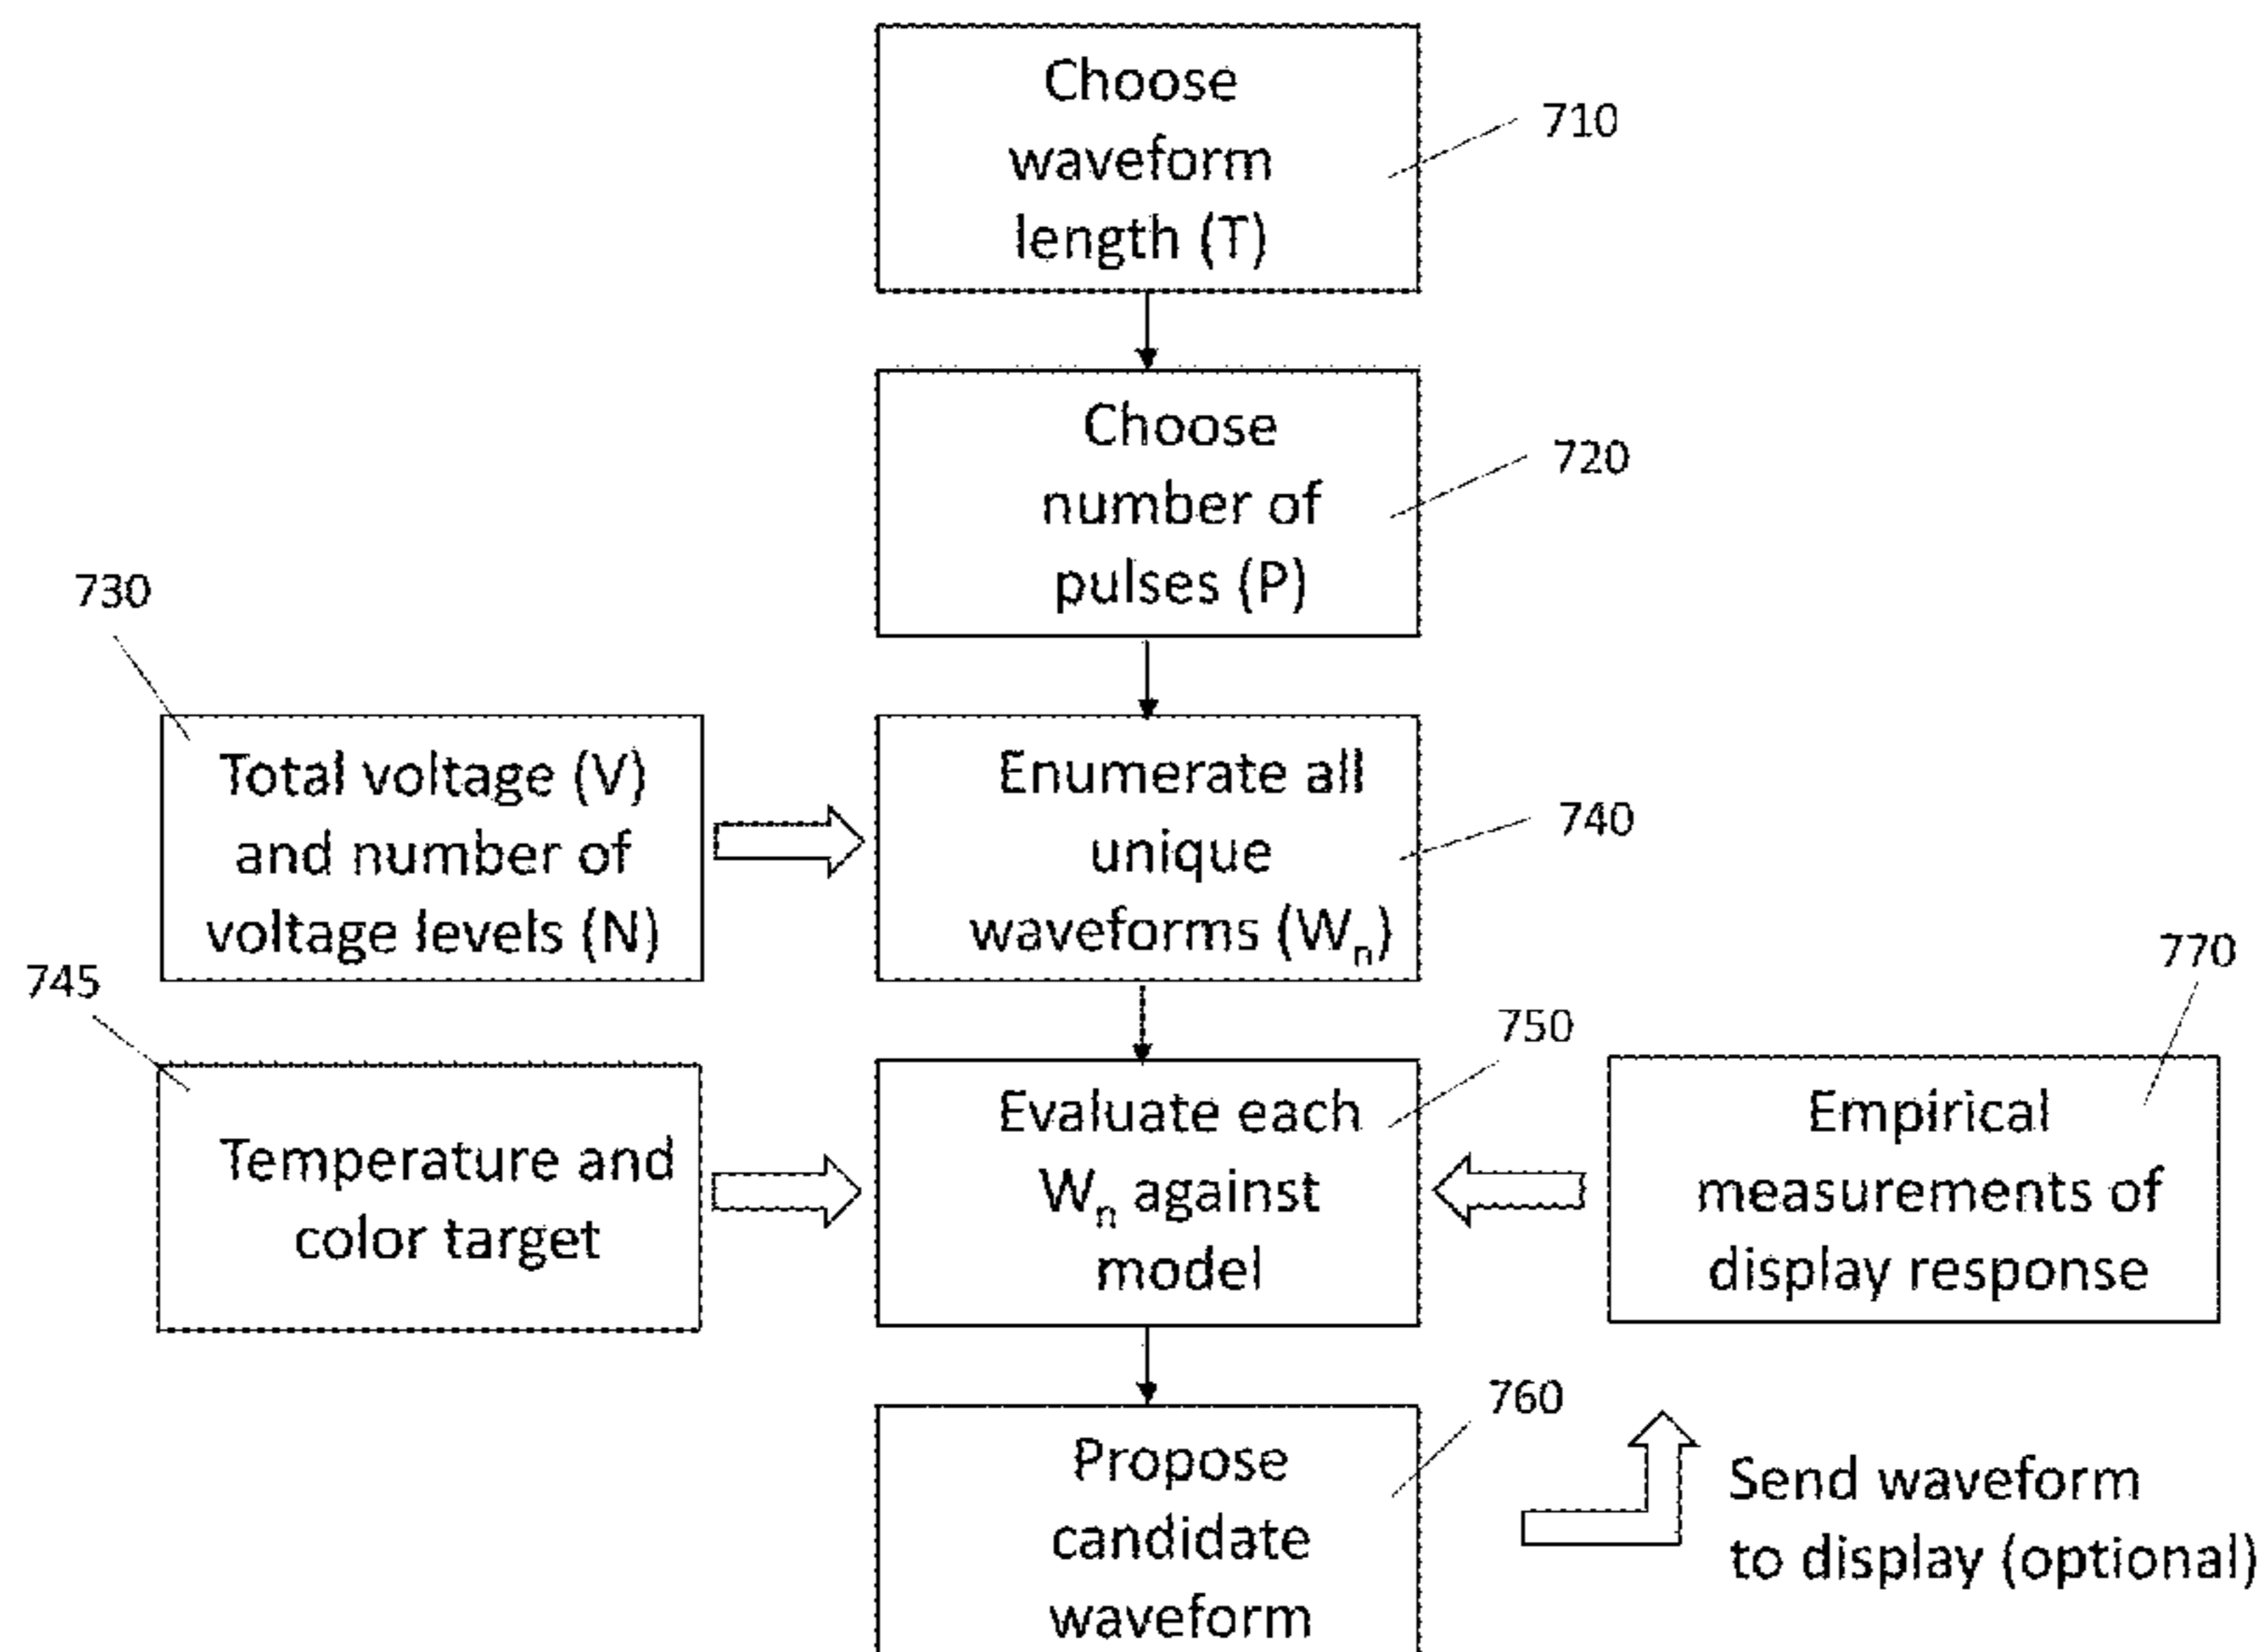 Choose
waveform
length (T)
710
Choose
number of
pulses (P)
720
730
Total voltage (V)
and number of
voltage levels (N)
Enumerate all
unique
waveforms (Wn)
740
745
Temperature and
color target
750
Evaluate each
Wn against
model
770
Empirical
measurements of
display response
760
Propose
candidate
waveform
Send waveform
to display (optional)